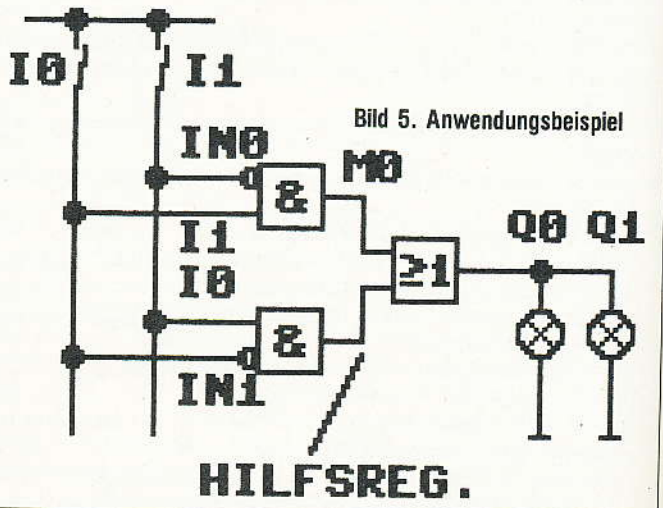 I0
I1
Bild 5. Anwendungsbeispiel
IN0
M0
&
I1
Q0 Q1
≥1
I0
&
IN1
HILFSREG.